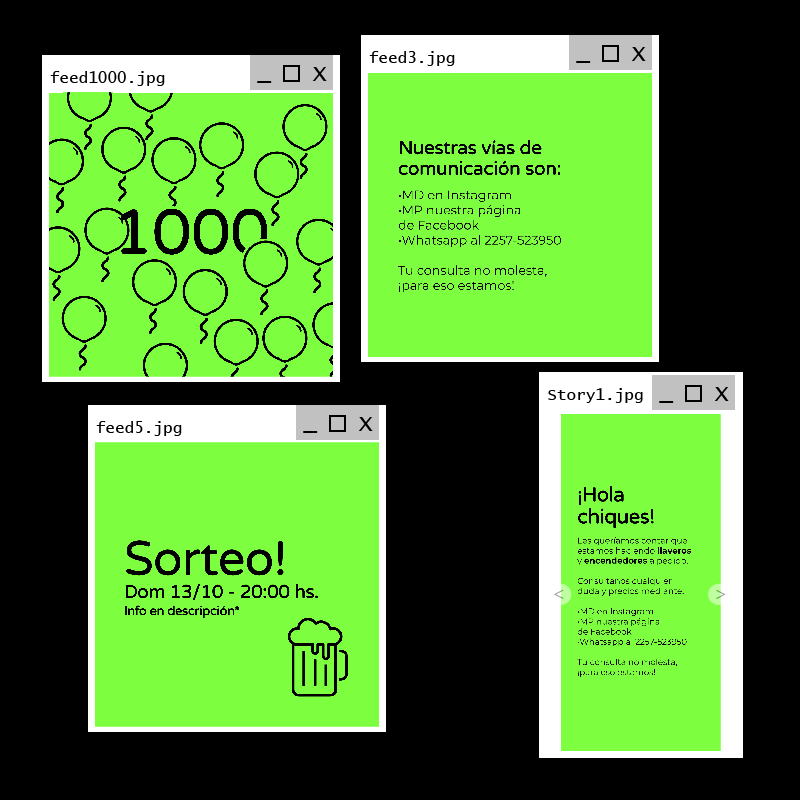 feed1000.jpg
_ □ X
1000
feed3.jpg
_ □ X
Nuestras vías de
comunicación son:
·MD en Instagram
·MP nuestra página
de Facebook
·Whatsapp al 2257-523950
Tu consulta no molesta,
¡para eso estamos!
feed5.jpg
_ □ X
Sorteo!
Dom 13/10 - 20:00 hs.
Info en descripción*
Story1.jpg
_ □ X
¡Hola
chiques!
Les queríamos contar que
estamos haciendo llaveros
y encendedores a pedido.
Consultanos cualquier
duda y precios mediante:
·MD en Instagram
·MP nuestra página
de Facebook
·Whatsapp al 2257-523950
Tu consulta no molesta,
¡para eso estamos!
< >